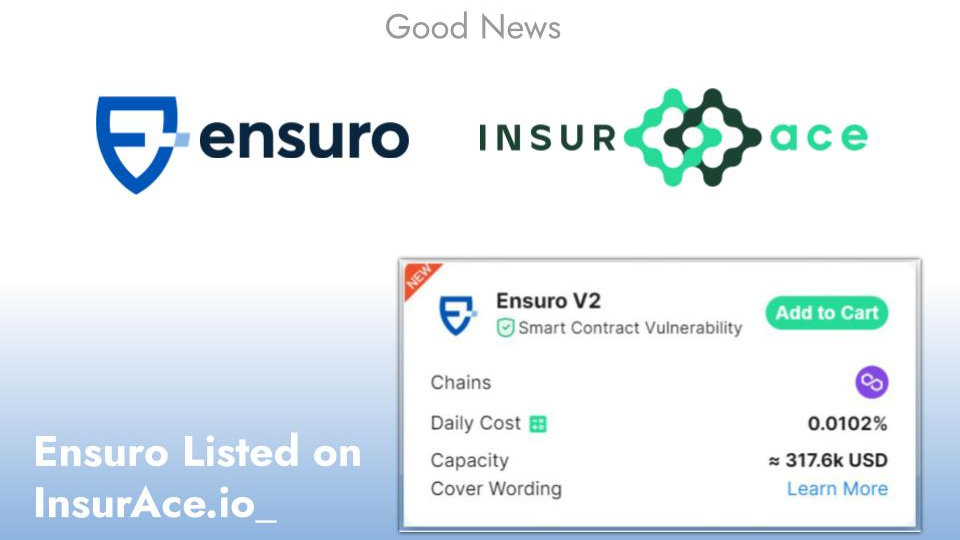 Good News
ensuro
INSUR ace
NEW
Ensuro V2
Smart Contract Vulnerability
Add to Cart
Chains
Daily Cost
0.0102%
Capacity
≈ 317.6k USD
Cover Wording
Learn More
Ensuro Listed on
InsurAce.io_